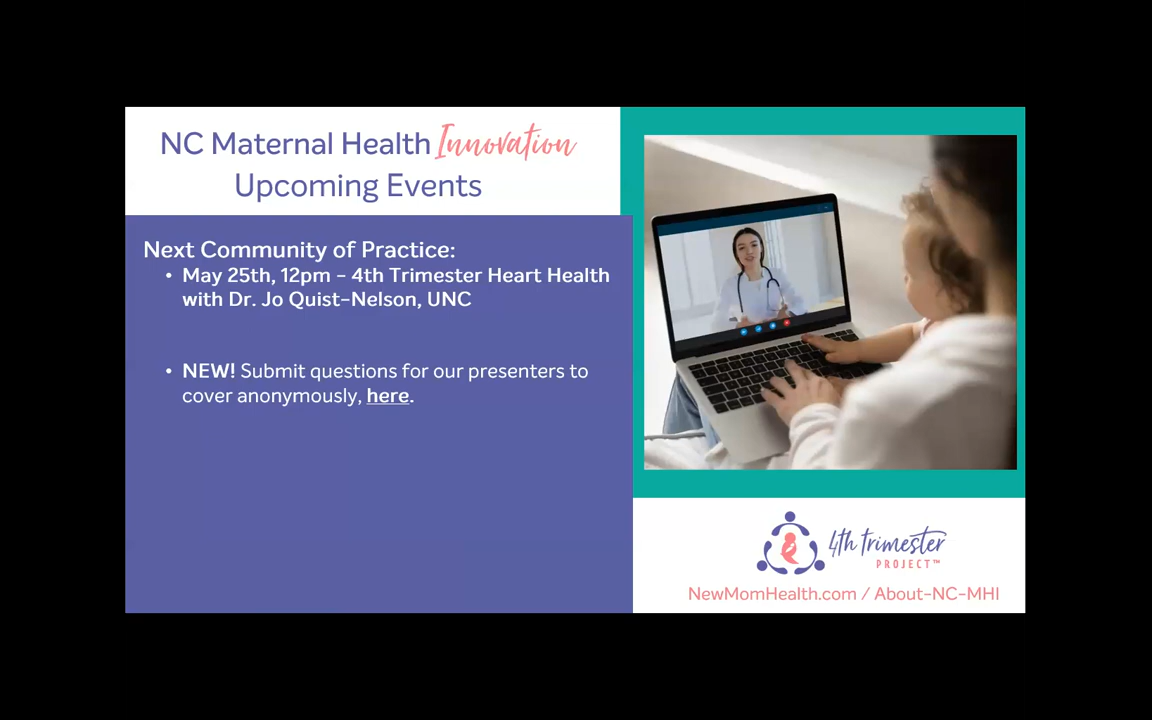 NC Maternal Health Innovation
Upcoming Events
Next Community of Practice:
• May 25th, 12pm - 4th Trimester Heart Health
with Dr. Jo Quist-Nelson, UNC
• NEW! Submit questions for our presenters to
cover anonymously, here.
4th trimester
PROJECT™
NewMomHealth.com / About-NC-MHI